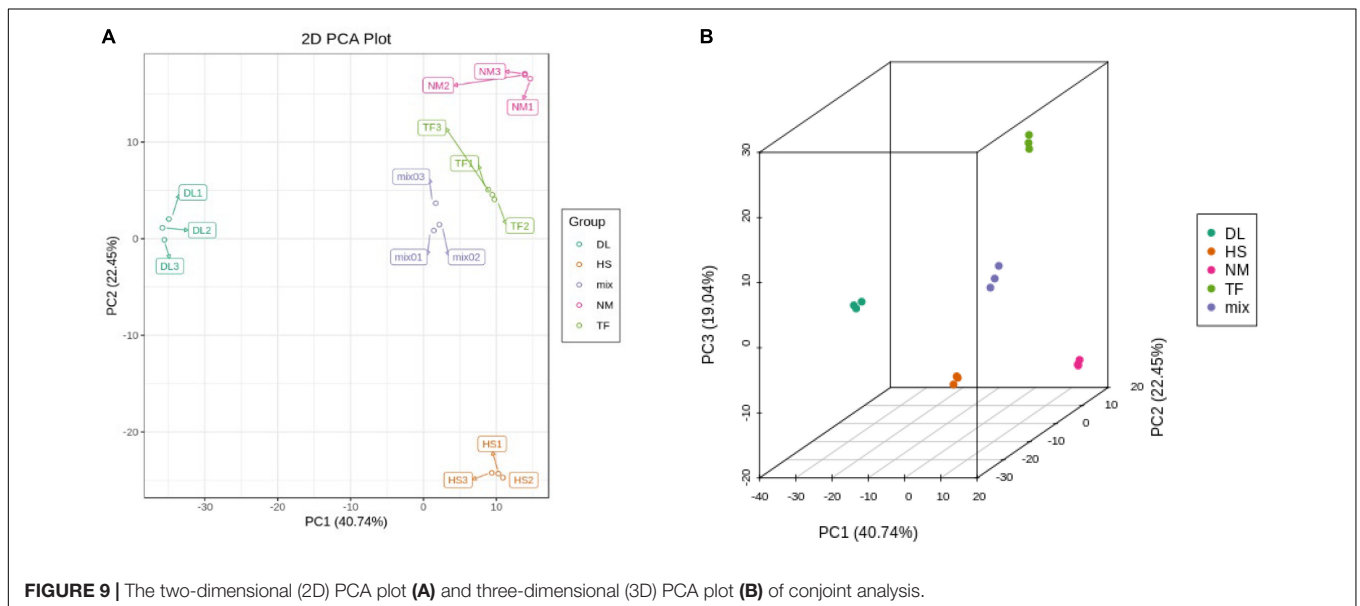 A
2D PCA Plot
NM3
NM2
NM1
TF3
TF1
TF2
mix03
mix01
mix02
DL1
DL2
DL3
HS1
HS3
HS2
10
0
-10
-20
PC2 (22.45%)
-30
-20
-10
0
10
PC1 (40.74%)
Group
DL
HS
mix
NM
TF
B
30
20
10
0
-10
-20
PC3 (19.04%)
-40
-30
-20
-10
0
10
20
PC1 (40.74%)
20
10
0
-10
-20
-30
PC2 (22.45%)
DL
HS
NM
TF
mix
FIGURE 9 | The two-dimensional (2D) PCA plot (A) and three-dimensional (3D) PCA plot (B) of conjoint analysis.